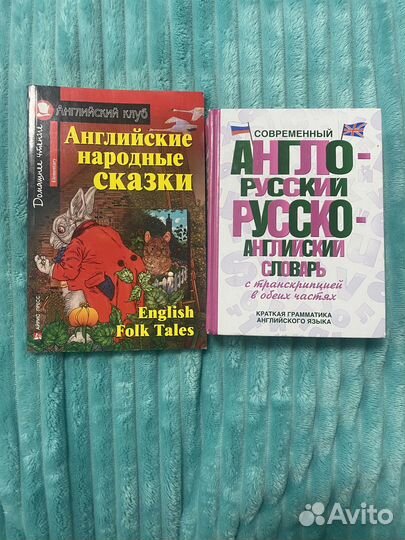 Английский клуб
Домашнее чтение
Elementary
Английские
народные
сказки
English
Folk Tales
АЙРИС ПРЕСС
СОВРЕМЕННЫЙ
АНГЛО-
РУССКИЙ
РУССКО-
АНГЛИЙСКИЙ
СЛОВАРЬ
с транскрипцией
в обеих частях
КРАТКАЯ ГРАММАТИКА
АНГЛИЙСКОГО ЯЗЫКА
Avito